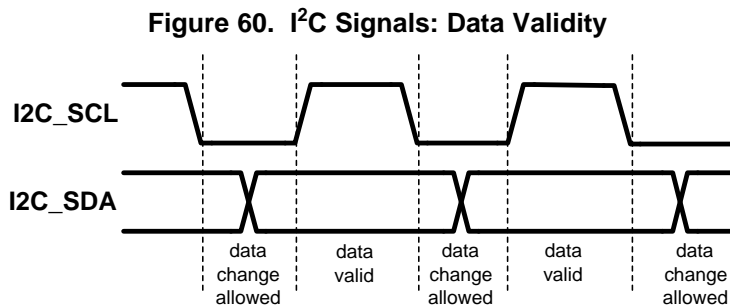 Figure 60. I²C Signals: Data Validity
I2C_SCL
I2C_SDA
data change allowed
data valid
data change allowed
data valid
data change allowed